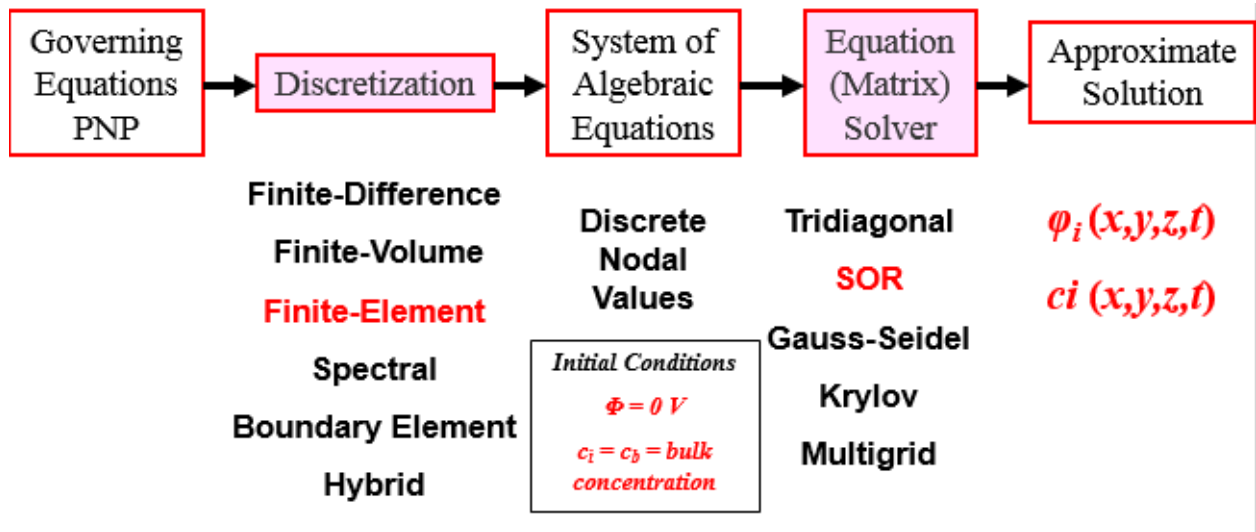 Governing
Equations
PNP
Discretization
System of
Algebraic
Equations
Equation
(Matrix)
Solver
Approximate
Solution
Finite-Difference
Finite-Volume
Finite-Element
Spectral
Boundary Element
Hybrid
Discrete
Nodal
Values
Initial Conditions
Φ = 0 V
cᵢ = c_b = bulk
concentration
Tridiagonal
SOR
Gauss-Seidel
Krylov
Multigrid
φᵢ (x,y,z,t)
ci (x,y,z,t)